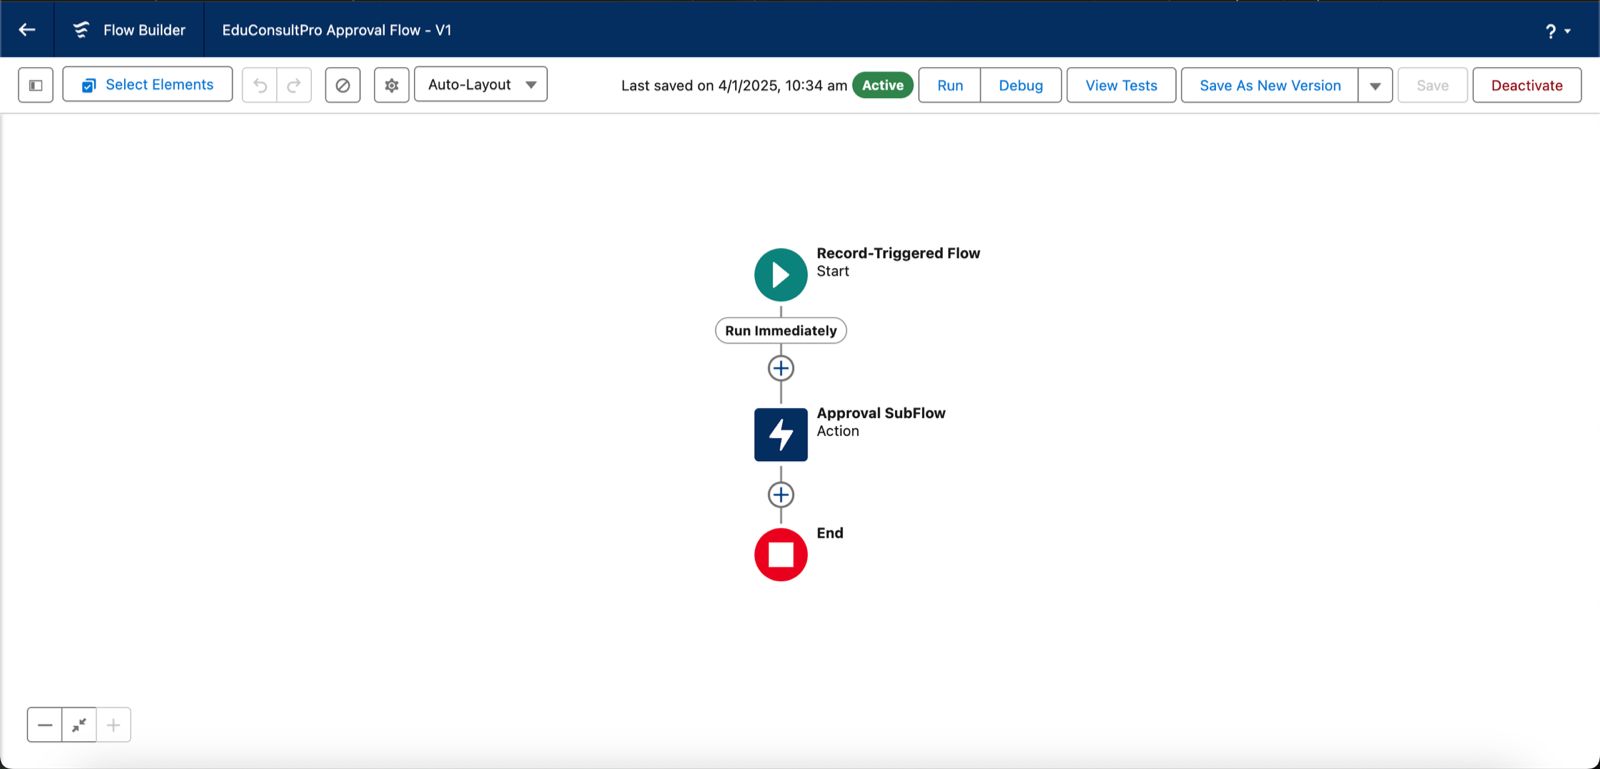 Flow Builder
EduConsultPro Approval Flow - V1
?
Select Elements
Auto-Layout
Last saved on 4/1/2025, 10:34 am
Active
Run
Debug
View Tests
Save As New Version
Save
Deactivate
Record-Triggered Flow
Start
Run Immediately
Approval SubFlow
Action
End